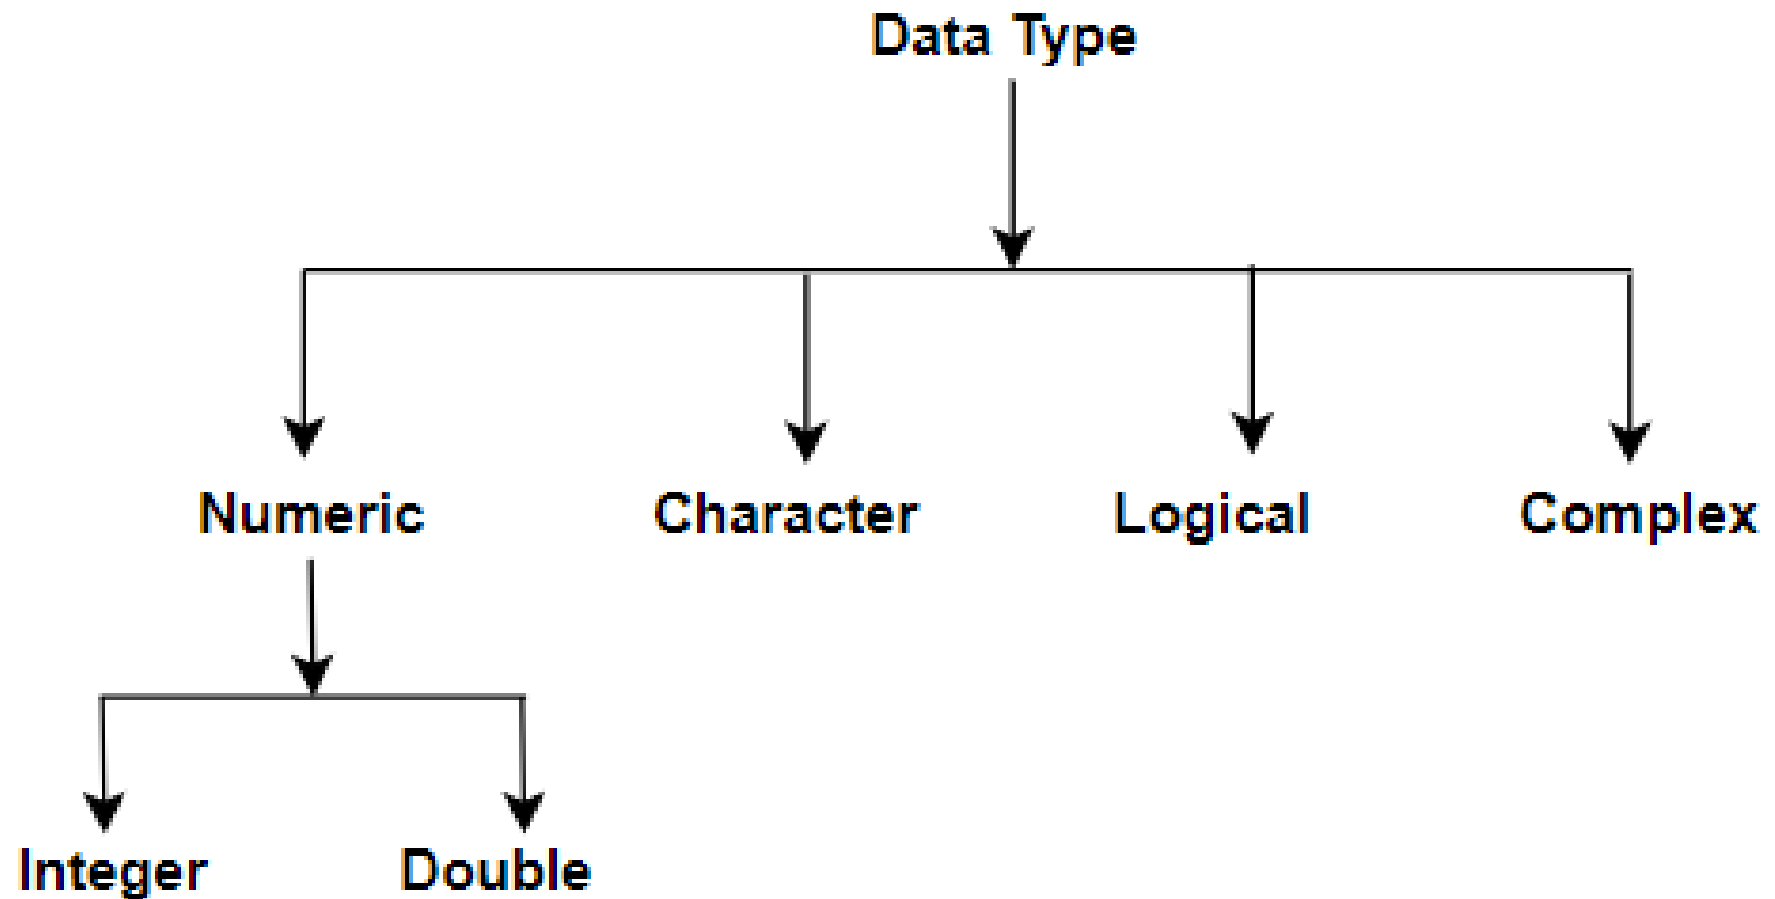 Data Type
Numeric
Character
Logical
Complex
Integer
Double